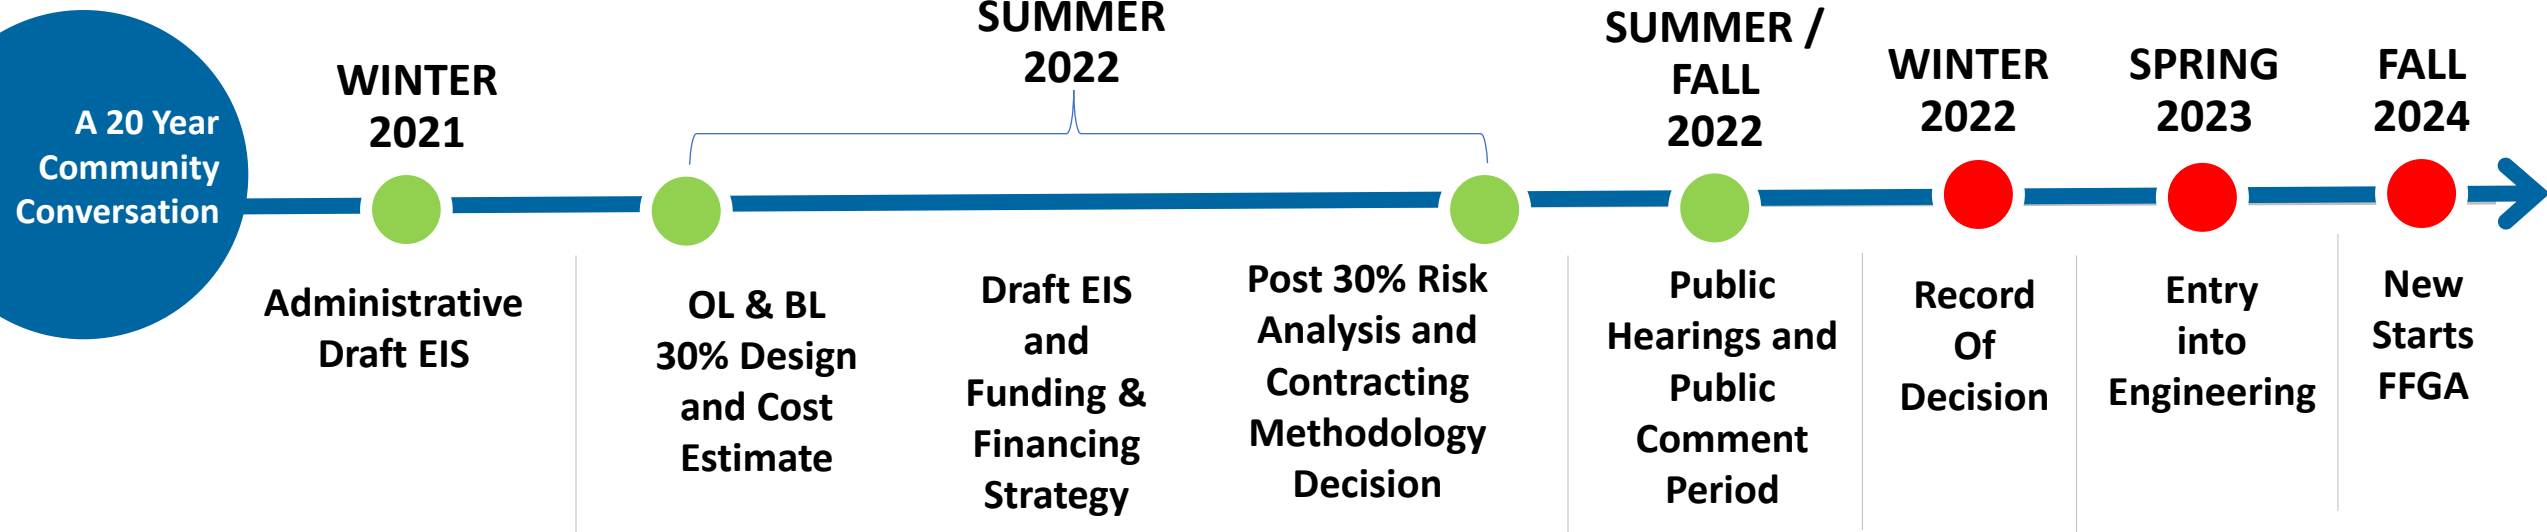 A 20 Year
Community
Conversation
WINTER
2021
Administrative
Draft EIS
SUMMER
2022
OL & BL
30% Design
and Cost
Estimate
Draft EIS
and
Funding &
Financing
Strategy
Post 30% Risk
Analysis and
Contracting
Methodology
Decision
SUMMER /
FALL
2022
Public
Hearings and
Public
Comment
Period
WINTER
2022
Record
Of
Decision
SPRING
2023
Entry
into
Engineering
FALL
2024
New
Starts
FFGA